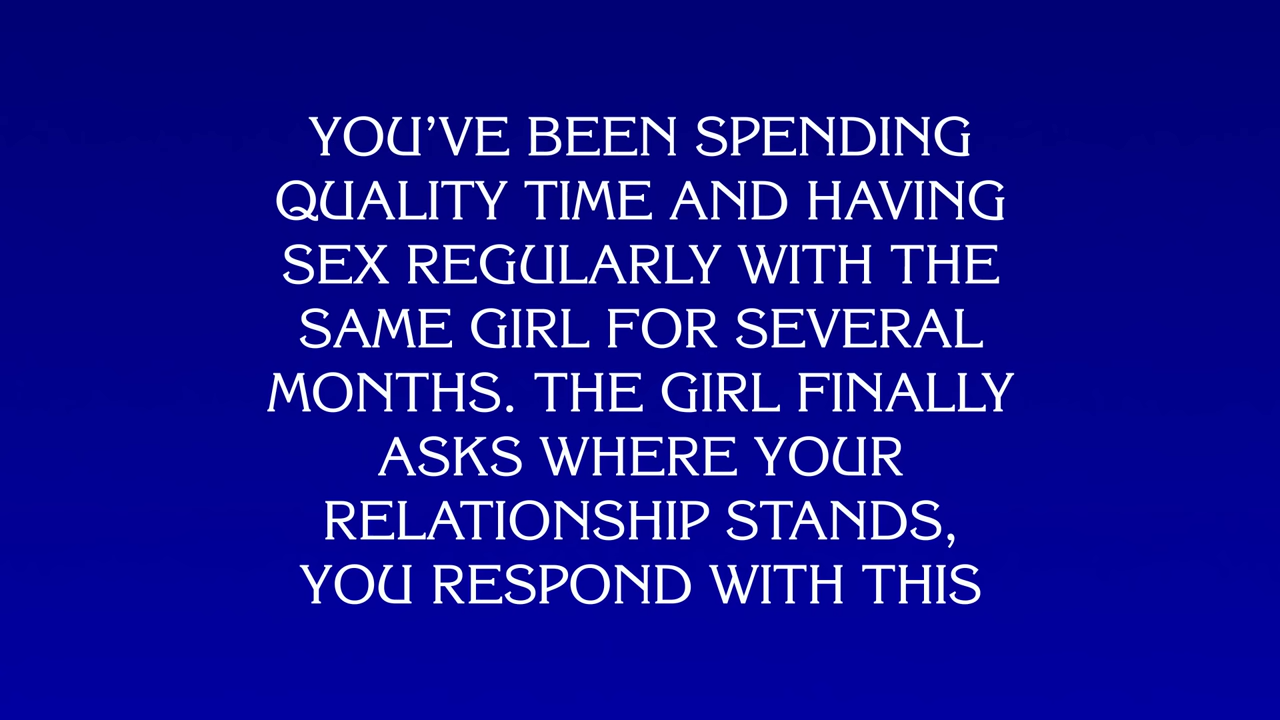 YOU’VE BEEN SPENDING
QUALITY TIME AND HAVING
SEX REGULARLY WITH THE
SAME GIRL FOR SEVERAL
MONTHS. THE GIRL FINALLY
ASKS WHERE YOUR
RELATIONSHIP STANDS,
YOU RESPOND WITH THIS